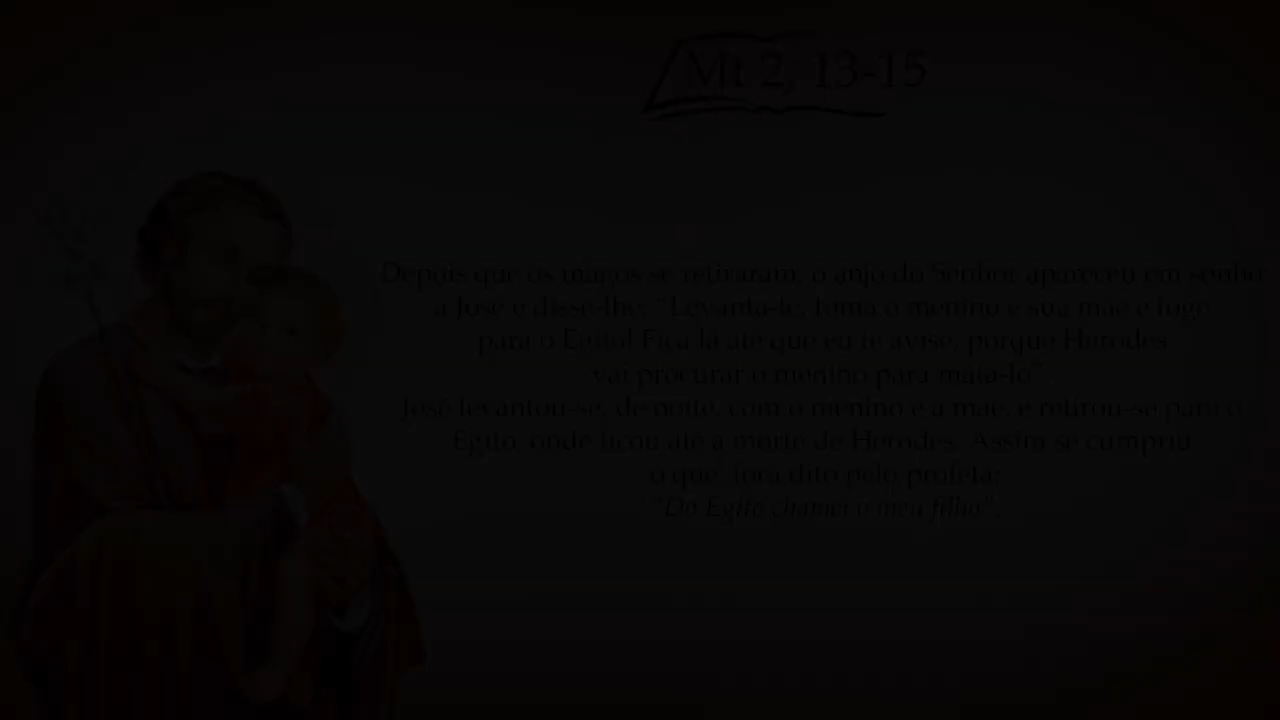 Mt 2, 13-15
Depois que os magos se retiraram, o anjo do Senhor apareceu em sonho
a José e disse-lhe: "Levanta-te, toma o menino e sua mãe e foge
para o Egito! Fica lá até que eu te avise, porque Herodes
vai procurar o menino para matá-lo".
José levantou-se, de noite, com o menino e a mãe, e retirou-se para o
Egito, onde ficou até a morte de Herodes. Assim se cumpriu
o que fora dito pelo profeta:
"Do Egito chamei o meu filho".